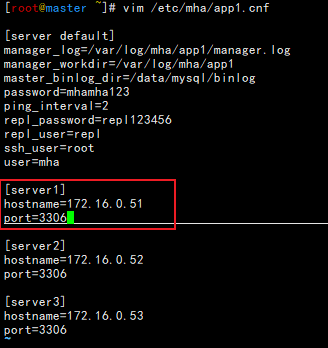 [root@master ~]# vim /etc/mha/app1.cnf
[server default]
manager_log=/var/log/mha/app1/manager.log
manager_workdir=/var/log/mha/app1
master_binlog_dir=/data/mysql/binlog
password=mhamha123
ping_interval=2
repl_password=repl123456
repl_user=repl
ssh_user=root
user=mha
[server1]
hostname=172.16.0.51
port=3306
[server2]
hostname=172.16.0.52
port=3306
[server3]
hostname=172.16.0.53
port=3306
~